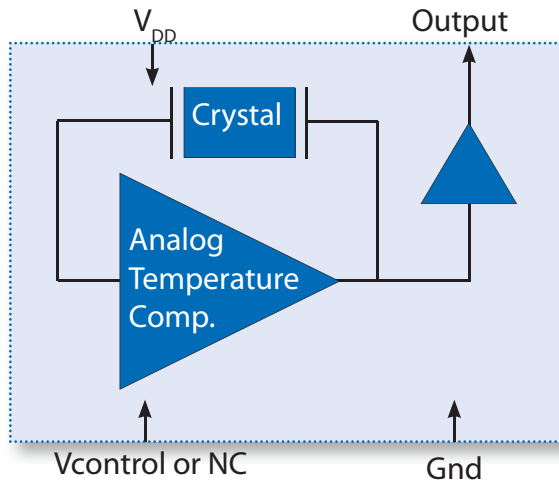 VDD
Output
Crystal
Analog
Temperature
Comp.
Vcontrol or NC
Gnd